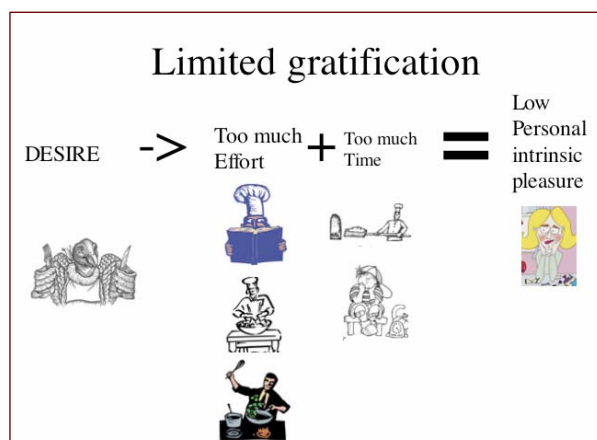 Limited gratification
DESIRE
->
Too much
Effort
+
Too much
Time
=
Low
Personal
intrinsic
pleasure